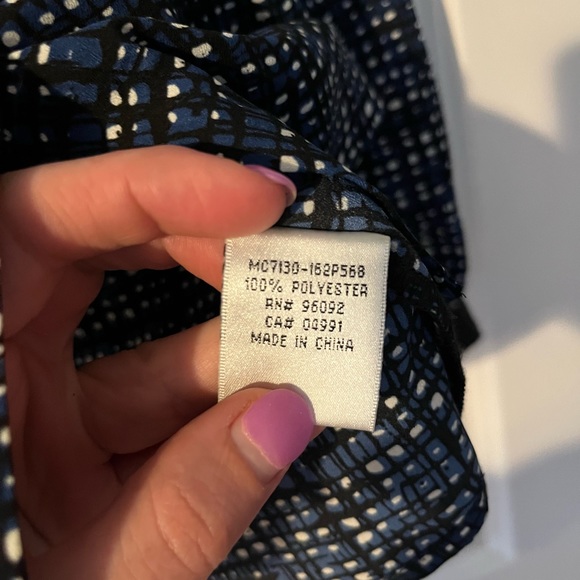 MC7130-162P568
100% POLYESTER
RN# 96092
CA# 04991
MADE IN CHINA